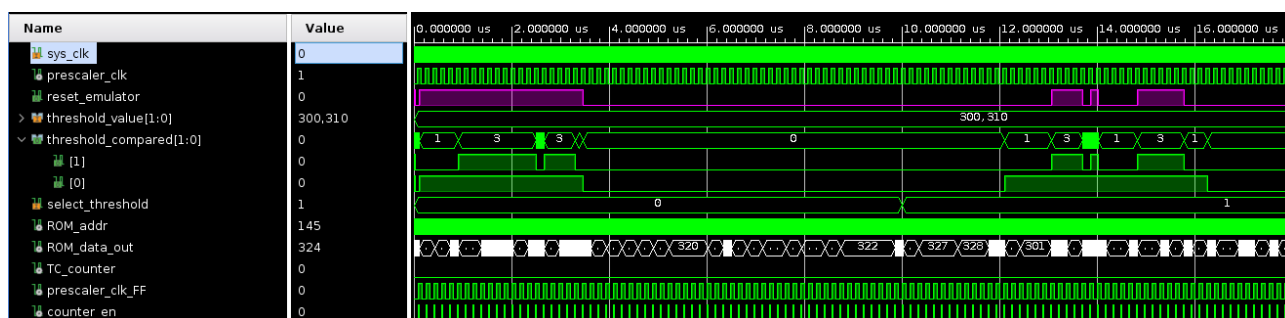 Name Value 0.000000 us 2.000000 us 4.000000 us 6.000000 us 8.000000 us 10.000000 us 12.000000 us 14.000000 us 16.000000 us
sys_clk 0
prescaler_clk 1
reset_emulator 0
threshold_value[1:0] 300,310 300,310
threshold_compared[1:0] 0 1 3 3 0 1 3 1 3 1
[1] 0
[0] 0
select_threshold 1 0 1
ROM_addr 145
ROM_data_out 324 320 322 327 328 301
TC_counter 0
prescaler_clk_FF 0
counter_en 0